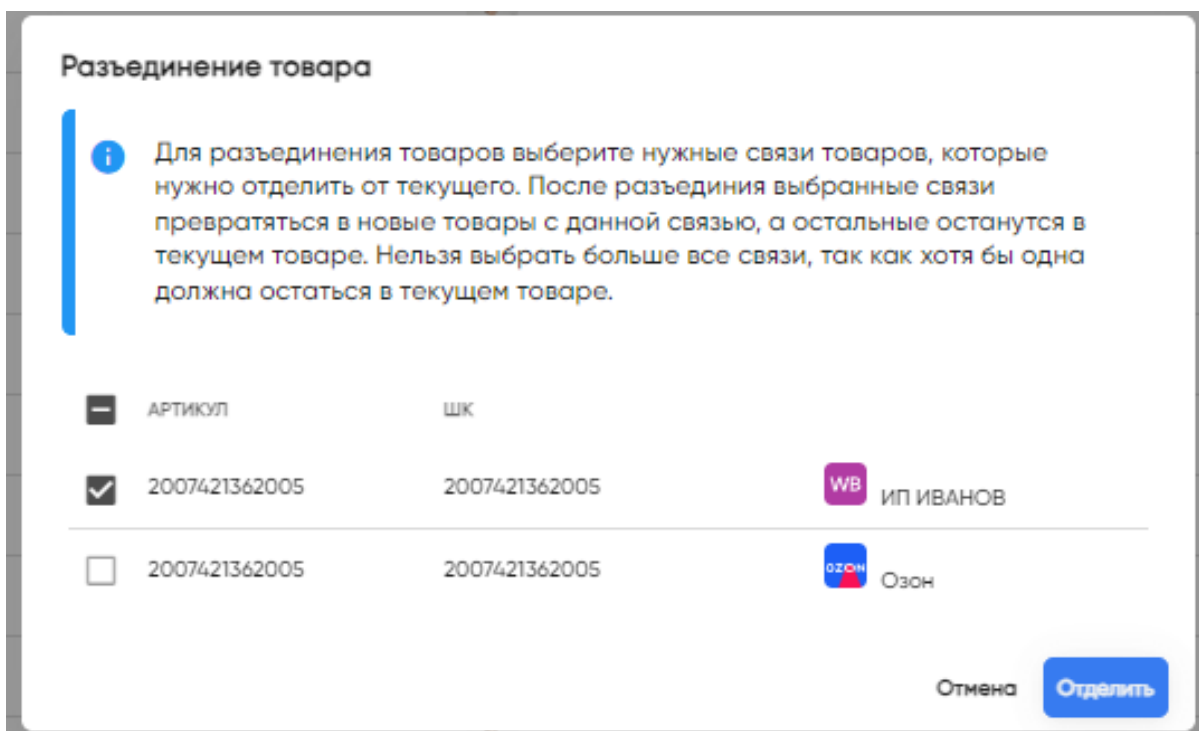 Разъединение товара
Для разъединения товаров выберите нужные связи товаров, которые
нужно отделить от текущего. После разъединия выбранные связи
превратяться в новые товары с данной связью, а остальные останутся в
текущем товаре. Нельзя выбрать больше все связи, так как хотя бы одна
должна остаться в текущем товаре.
АРТИКУЛ ШК
2007421362005 2007421362005 WB ИП ИВАНОВ
2007421362005 2007421362005 OZON Озон
Отмена Отделить